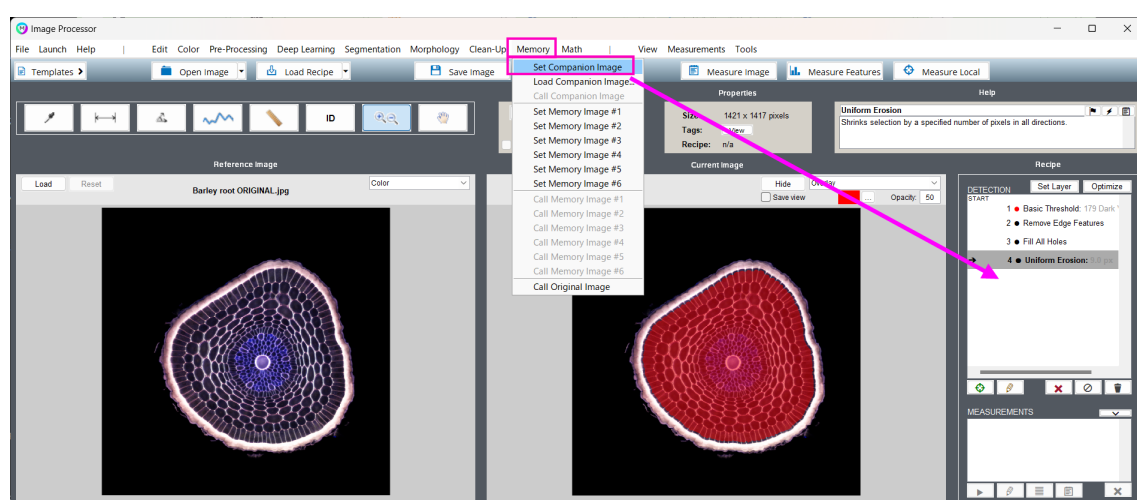 Image Processor
File Launch Help | Edit Color Pre-Processing Deep Learning Segmentation Morphology Clean-Up Memory Math | View Measurements Tools
Templates
Open Image
Load Recipe
Save Image
Measure Image
Measure Features
Measure Local
Set Companion Image
Load Companion Image...
Call Companion Image
Set Memory Image #1
Set Memory Image #2
Set Memory Image #3
Set Memory Image #4
Set Memory Image #5
Set Memory Image #6
Call Memory Image #1
Call Memory Image #2
Call Memory Image #3
Call Memory Image #4
Call Memory Image #5
Call Memory Image #6
Call Original Image
ID
Properties
1421 x 1417 pixels
Tags:
Recipe: n/a
Help
Uniform Erosion
Shrinks selection by a specified number of pixels in all directions.
Reference Image
Load Reset
Barley root ORIGINAL.jpg
Color
Current Image
Hide
Save view
...
Opacity: 50
Recipe
DETECTION
Set Layer Optimize
START
1 Basic Threshold: 179 Dark
2 Remove Edge Features
3 Fill All Holes
4 Uniform Erosion:
MEASUREMENTS